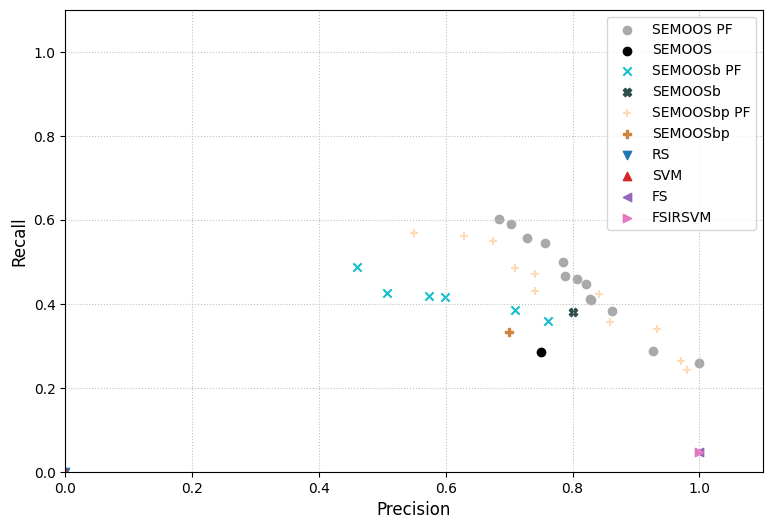 SEMOOS PF
SEMOOS
SEMOOSb PF
SEMOOSb
SEMOOSbp PF
SEMOOSbp
RS
SVM
FS
FSIRSVM
1.0
0.8
0.6
0.4
0.2
0.0
Recall
0.0 0.2 0.4 0.6 0.8 1.0
Precision